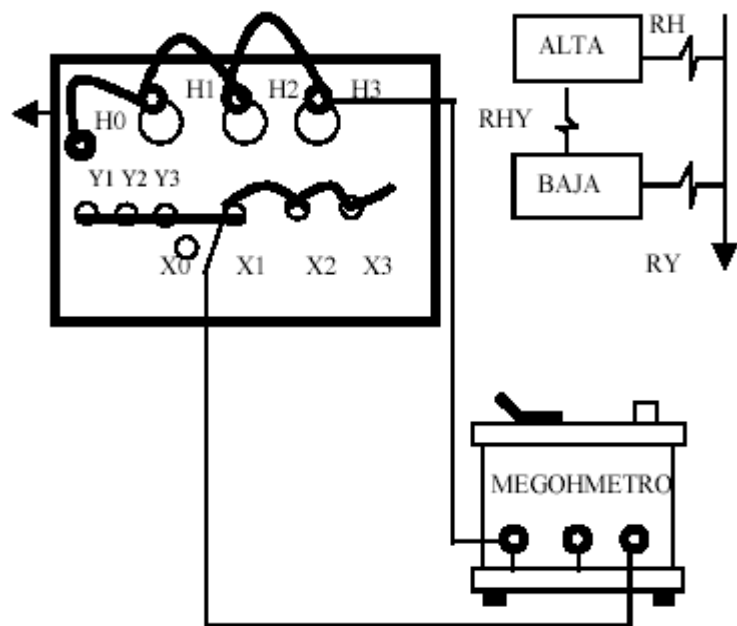 H0 H1 H2 H3
Y1 Y2 Y3
X0 X1 X2 X3
ALTA RH
RHY
BAJA
RY
MEGOHMETRO